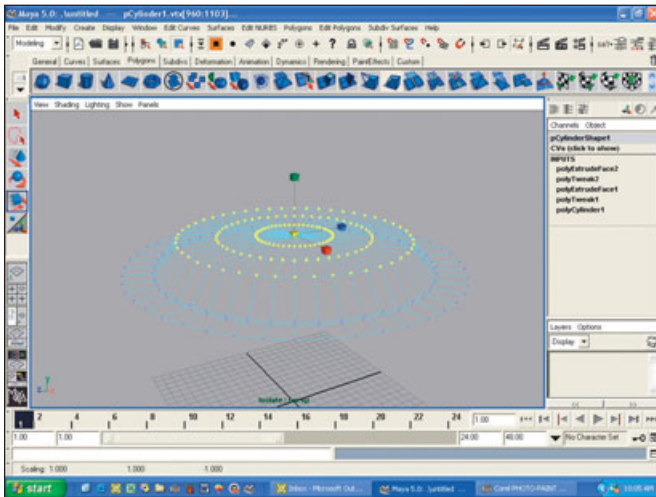 Maya 5.0: .\untitled --- pCylinder1.vtx[960:1103]...
File Edit Modify Create Display Window Edit Curves Surfaces Edit NURBS Polygons Edit Polygons Subdiv Surfaces Help
Modeling
General Curves Surfaces Polygons Subdivs Deformation Animation Dynamics Rendering PaintEffects Custom
View Shading Lighting Show Panels
Channels Object
pCylinderShape1
CVs (click to show)
INPUTS
polyExtrudeFace2
polyTweak2
polyExtrudeFace1
polyTweak1
polyCylinder1
Layers Options
Display
1 2 4 6 8 10 12 14 16 18 20 22 24 1.00
1.00 1.00 24.00 48.00 No Character Set
Scaling: 1.000 1.000 -1.000
start Inbox - Microsoft Out... Maya 5.0: .\untitled ... Corel PHOTO-PAINT ... 10:05 AM